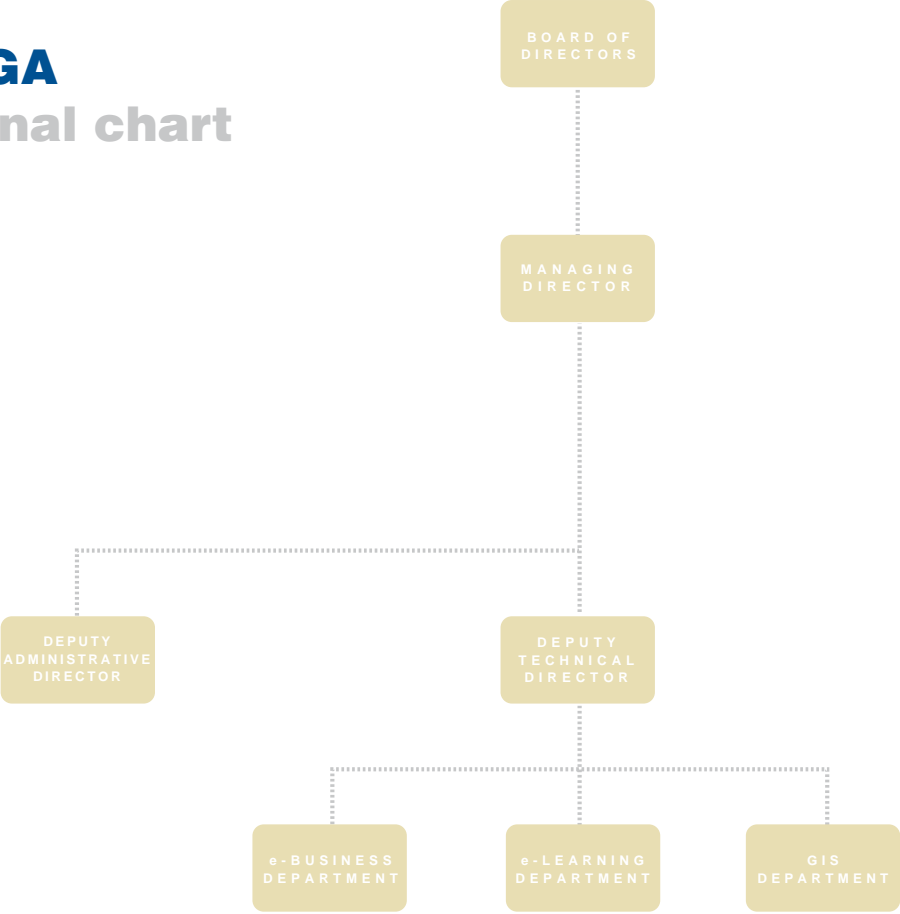 GA
nal chart
BOARD OF
DIRECTORS
MANAGING
DIRECTOR
DEPUTY
ADMINISTRATIVE
DIRECTOR
DEPUTY
TECHNICAL
DIRECTOR
e-BUSINESS
DEPARTMENT
e-LEARNING
DEPARTMENT
GIS
DEPARTMENT